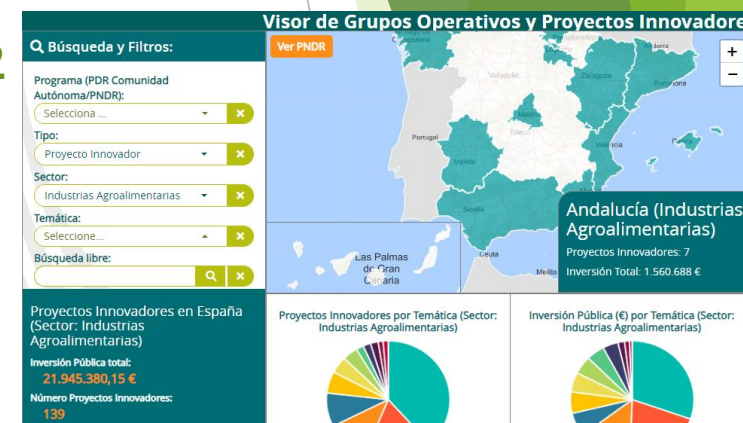 Visor de Grupos Operativos y Proyectos Innovadore
Búsqueda y Filtros:
Programa (PDR Comunidad
Autónoma/PNDR):
Selecciona ...
Tipo:
Proyecto Innovador
Sector:
Industrias Agroalimentarias
Temática:
Seleccione...
Búsqueda libre:
Proyectos Innovadores en España
(Sector: Industrias
Agroalimentarias)
Inversión Pública total:
21.945.380,15 €
Número Proyectos Innovadores:
139
Ver PNDR
+
−
Valladolid
Zaragoza
Barcelona
Madrid
Portugal
Toledo
Valencia
Palma
Mérida
Sevilla
Ceuta
Melilla
Las Palmas
de Gran
Canaria
Andalucía (Industrias
Agroalimentarias)
Proyectos Innovadores: 7
Inversión Total: 1.560.688 €
Proyectos Innovadores por Temática (Sector:
Industrias Agroalimentarias)
Inversión Pública (€) por Temática (Sector:
Industrias Agroalimentarias)